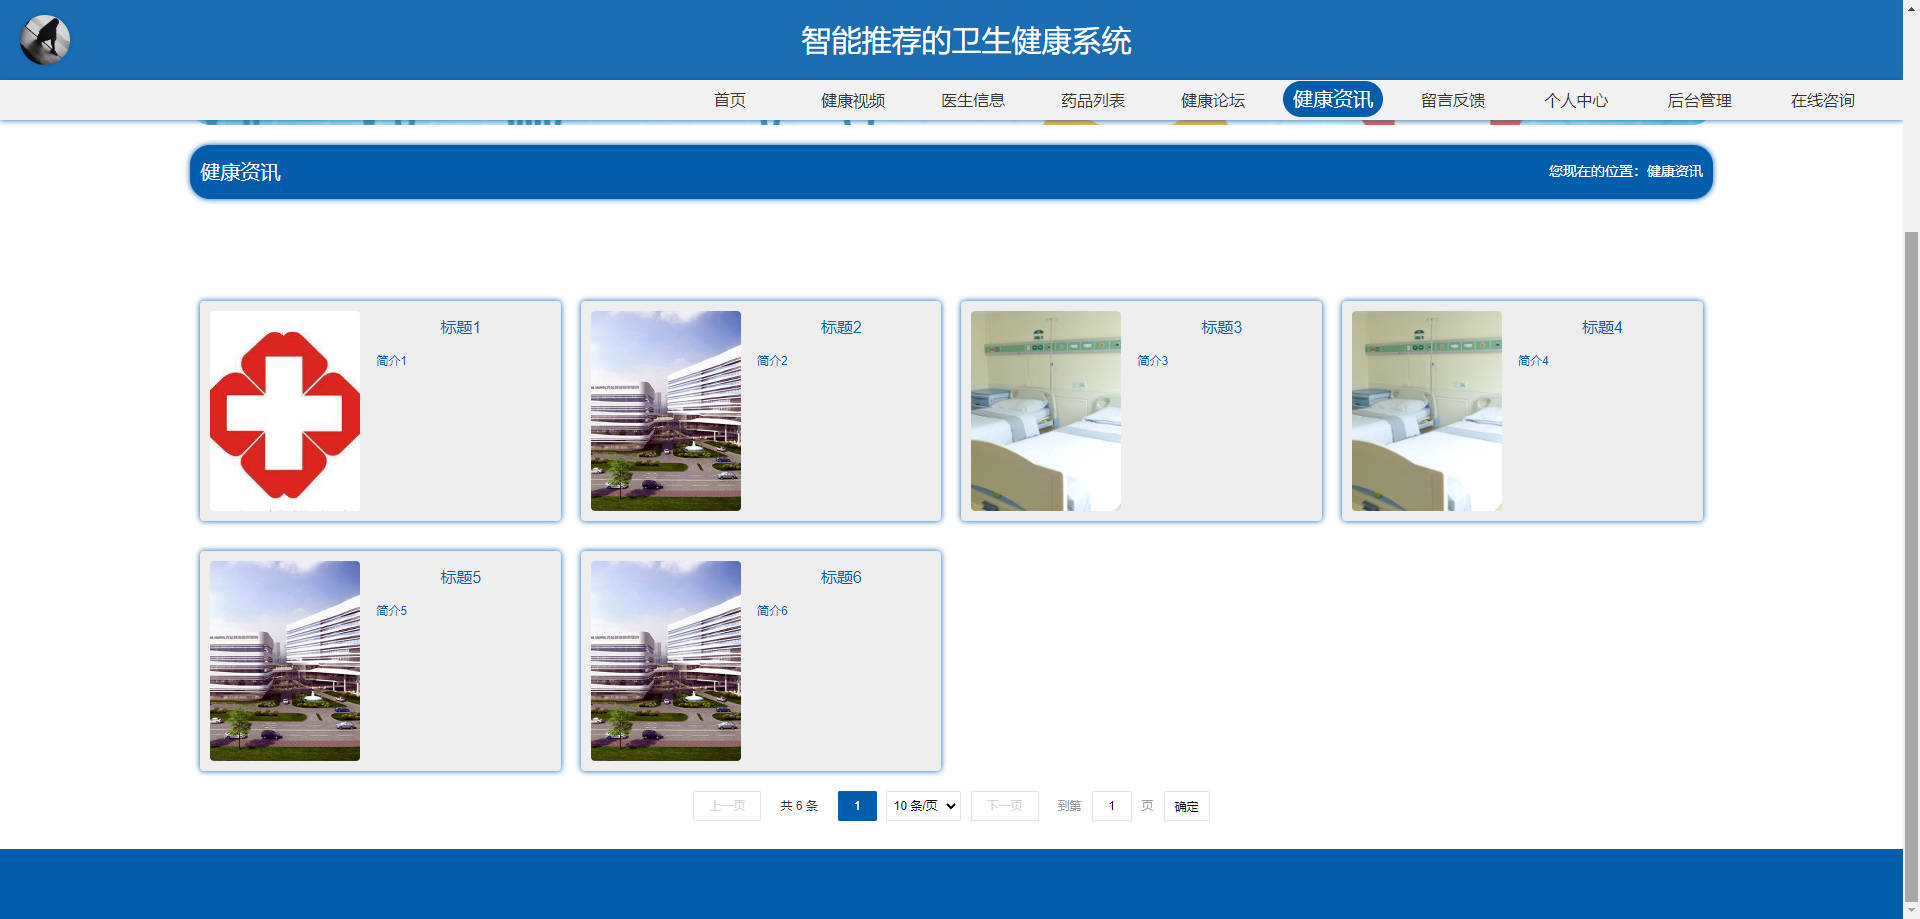 智能推荐的卫生健康系统
首页 健康视频 医生信息 药品列表 健康论坛 健康资讯 留言反馈 个人中心 后台管理 在线咨询
健康资讯 您现在的位置：健康资讯
标题1 标题2 标题3 标题4
简介1 简介2 简介3 简介4
标题5 标题6
简介5 简介6
上一页 共 6 条 1 10 条/页 下一页 到第 1 页 确定